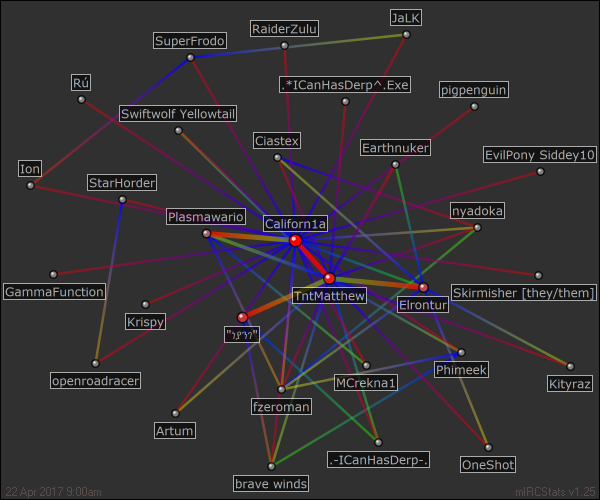 JaLK
RaiderZulu
SuperFrodo
Rú
.*ICanHasDerp^.Exe
pigpenguin
Swiftwolf Yellowtail
Ciastex
Earthnuker
EvilPony Siddey10
Ion
StarHorder
Plasmawario
Californ1a
nyadoka
GammaFunction
TntMatthew
Elrontur
Skirmisher [they/them]
Krispy
openroadracer
MCrekna1
Phimeek
Kityraz
fzeroman
Artum
.-ICanHasDerp-.
OneShot
brave winds
22 Apr 2017 9:00am
mIRCStats v1.25